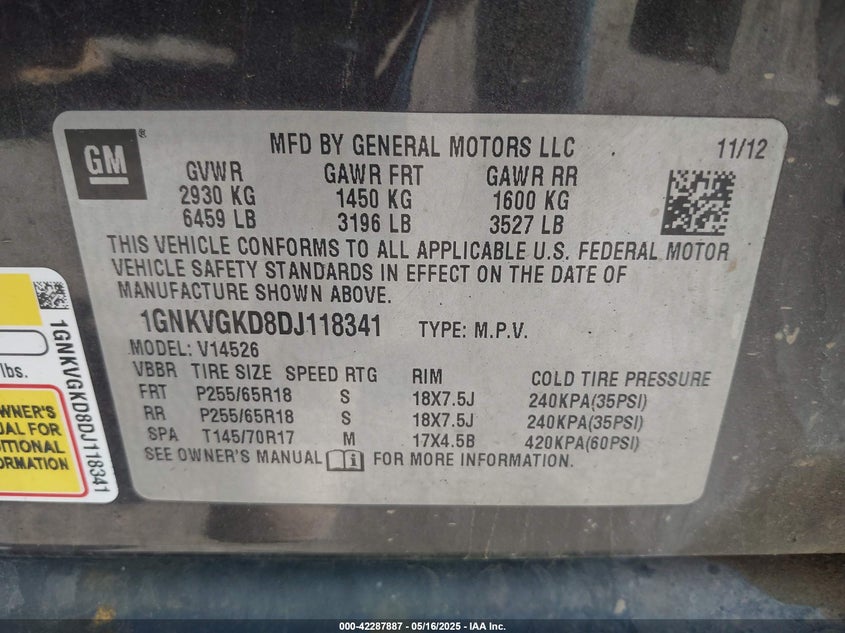 GM
®
MFD BY GENERAL MOTORS LLC 11/12
GVWR GAWR FRT GAWR RR
2930 KG 1450 KG 1600 KG
6459 LB 3196 LB 3527 LB
THIS VEHICLE CONFORMS TO ALL APPLICABLE U.S. FEDERAL MOTOR
VEHICLE SAFETY STANDARDS IN EFFECT ON THE DATE OF
MANUFACTURE SHOWN ABOVE.
1GNKVGKD8DJ118341 TYPE: M.P.V.
MODEL: V14526
VBBR TIRE SIZE SPEED RTG RIM COLD TIRE PRESSURE
FRT P255/65R18 S 18X7.5J 240KPA(35PSI)
RR P255/65R18 S 18X7.5J 240KPA(35PSI)
SPA T145/70R17 M 17X4.5B 420KPA(60PSI)
SEE OWNER'S MANUAL i FOR MORE INFORMATION.
1GNKVGKD8DJ118341
lbs.
WNER'S
UAL FOR
ITIONAL
ORMATION
000-42287887 - 05/16/2025 - IAA Inc.